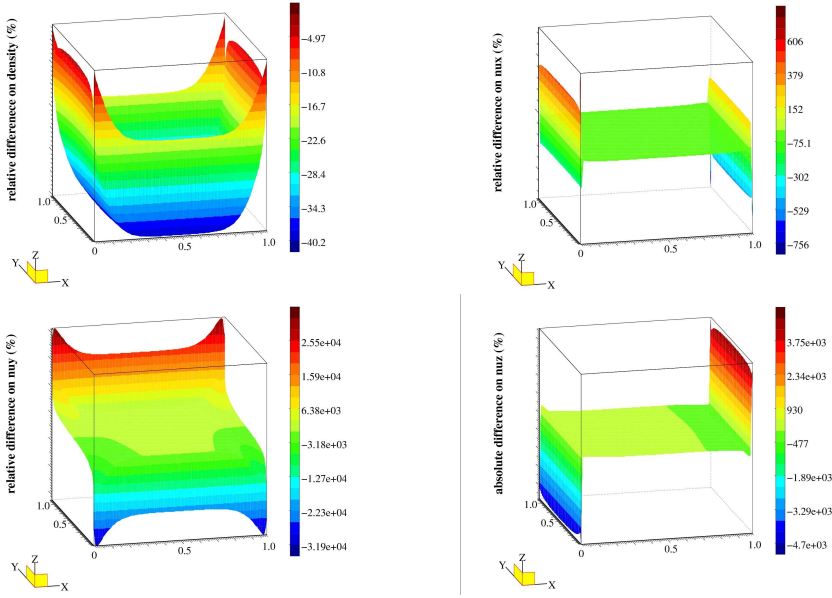 relative differenece on density (%)
-4.97
-10.8
-16.7
-22.6
-28.4
-34.3
-40.2
1.0
0.5
0
0.5
1.0
Y
Z
X
relative difference on nux (%)
606
379
152
-75.1
-302
-529
-756
1.0
0.5
0
0.5
1.0
Y
Z
X
relative difference on nuy (%)
2.55e+04
1.59e+04
6.38e+03
-3.18e+03
-1.27e+04
-2.23e+04
-3.19e+04
1.0
0.5
0
0.5
1.0
Y
Z
X
absolute difference on nuz (%)
3.75e+03
2.34e+03
930
-477
-1.89e+03
-3.29e+03
-4.7e+03
1.0
0.5
0
0.5
1.0
Y
Z
X